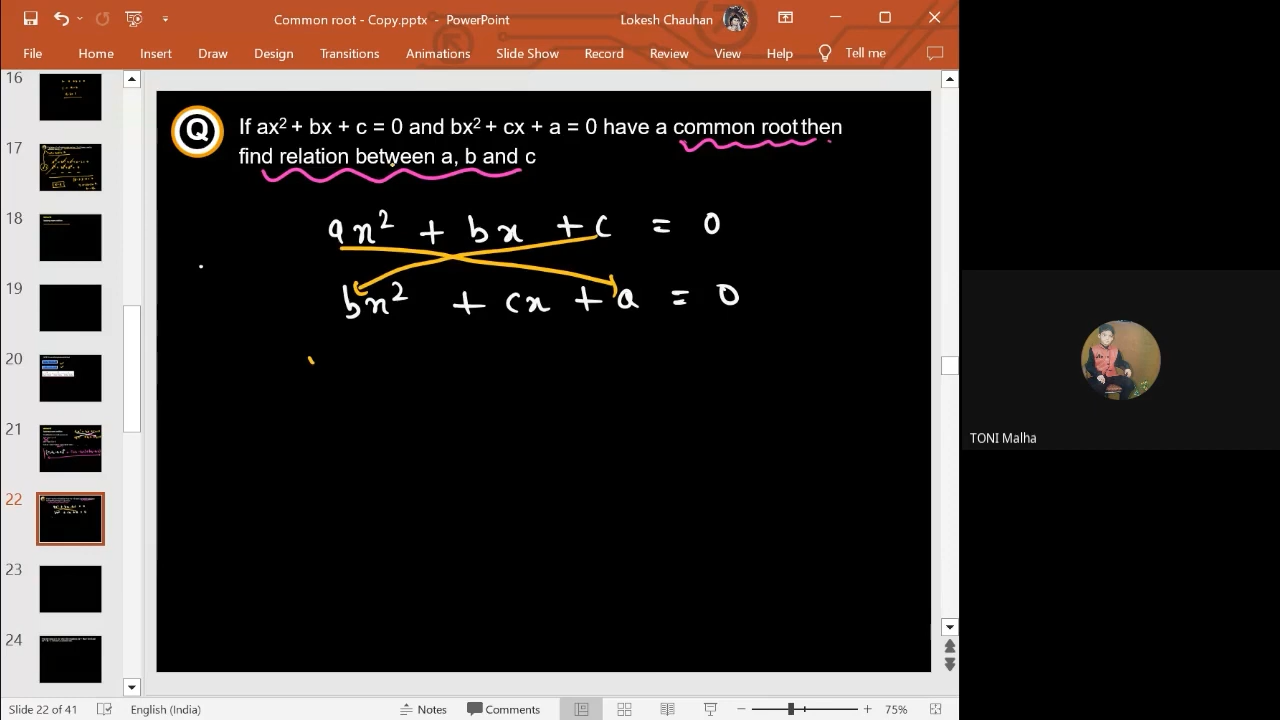 Common root - Copy.pptx - PowerPoint
Lokesh Chauhan
File Home Insert Draw Design Transitions Animations Slide Show Record Review View Help Tell me
16
17
18
19
20
21
22
23
24
Q
If ax² + bx + c = 0 and bx² + cx + a = 0 have a common root then
find relation between a, b and c
ax² + bx + c = 0
bx² + cx + a = 0
TONI Malha
Slide 22 of 41 English (India) Notes Comments 75%